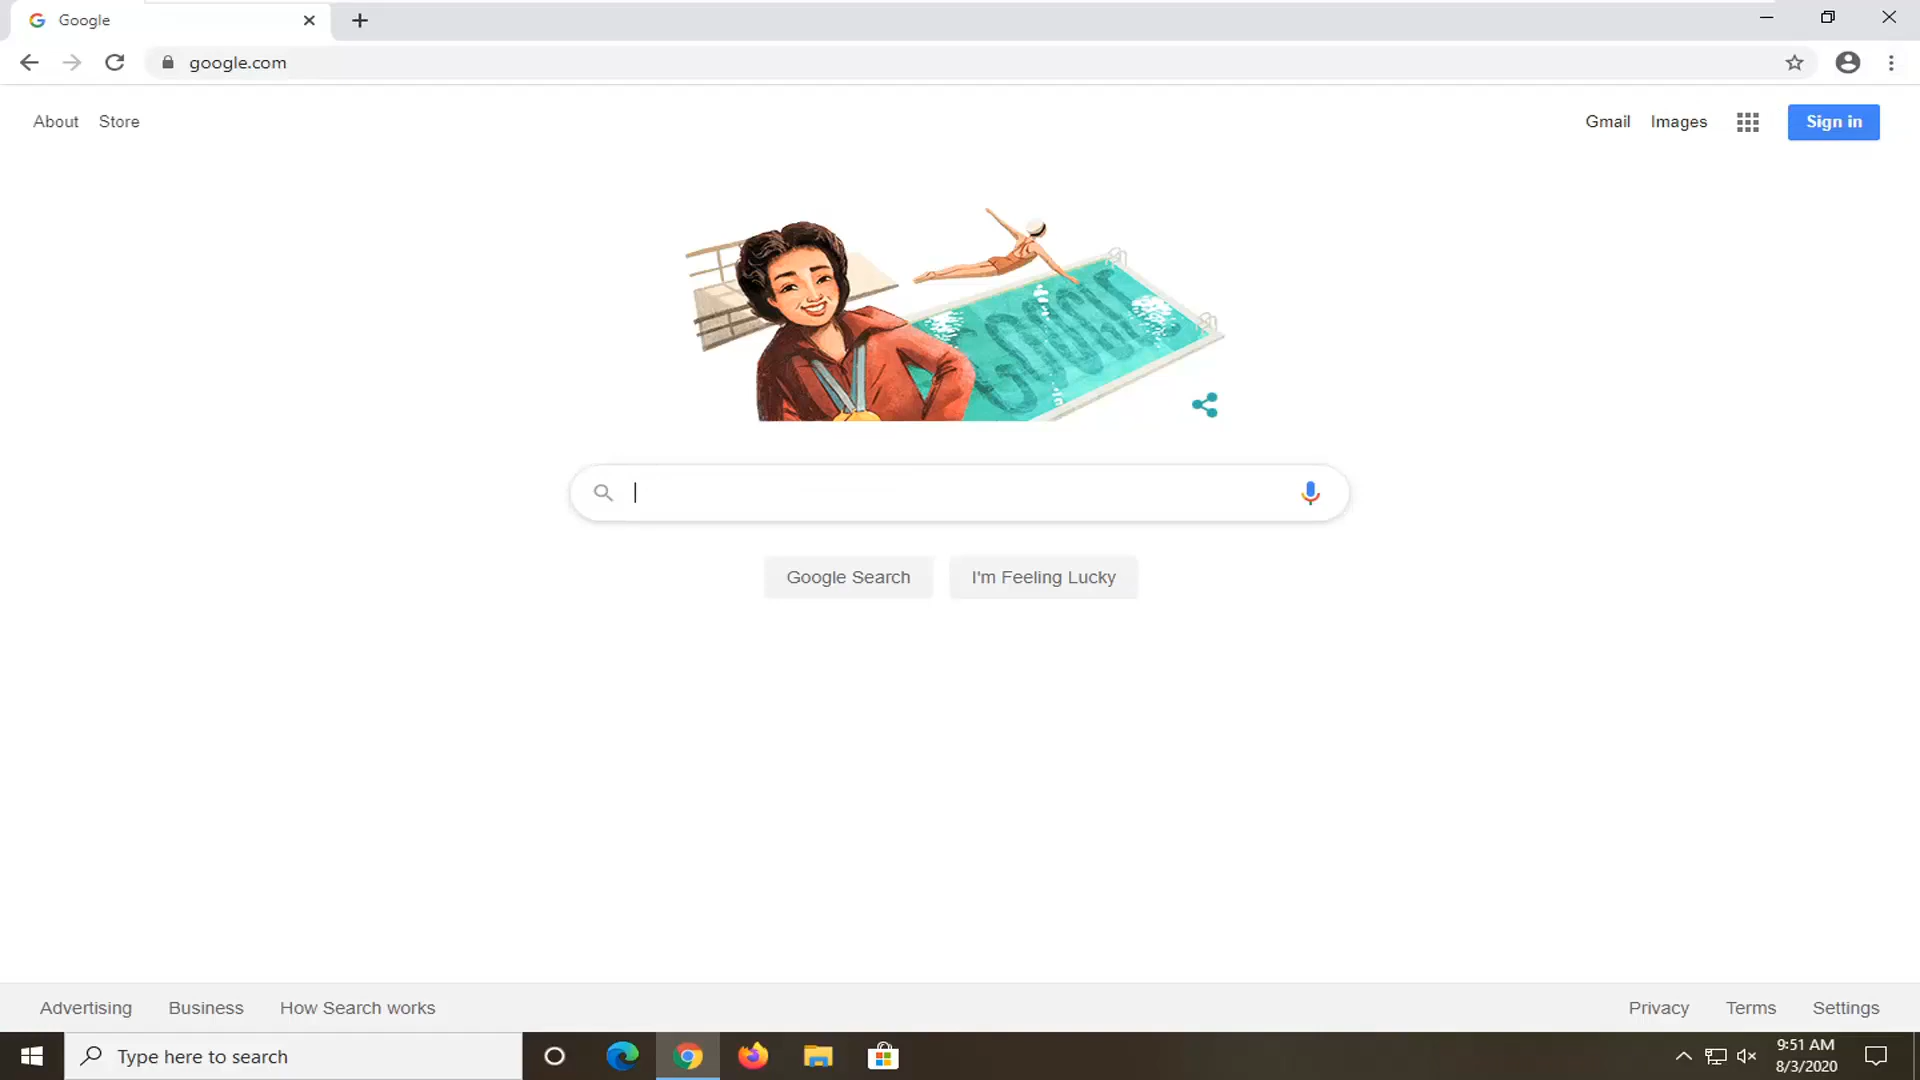 Google
google.com
About Store Gmail Images Sign in
GOOGLE
Google Search I'm Feeling Lucky
Advertising Business How Search works Privacy Terms Settings
Type here to search
9:51 AM
8/3/2020